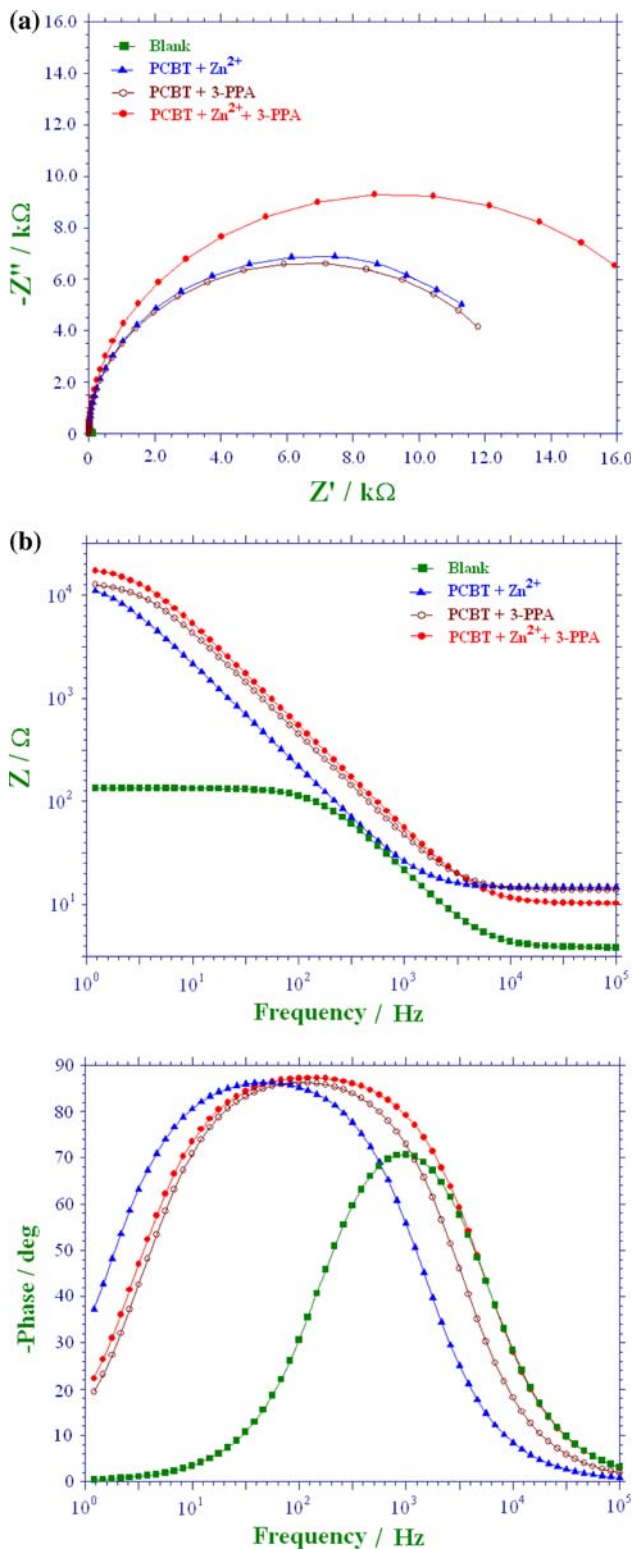 (a)
16.0
14.0
12.0
10.0
8.0
6.0
4.0
2.0
0
-Z" / kΩ
Blank
PCBT + Zn²⁺
PCBT + 3-PPA
PCBT + Zn²⁺ + 3-PPA
0 2.0 4.0 6.0 8.0 10.0 12.0 14.0 16.0
Z' / kΩ
(b)
10⁴
10³
10²
10¹
Z / Ω
Blank
PCBT + Zn²⁺
PCBT + 3-PPA
PCBT + Zn²⁺ + 3-PPA
10⁰ 10¹ 10² 10³ 10⁴ 10⁵
Frequency / Hz
90
80
70
60
50
40
30
20
10
0
-Phase / deg
10⁰ 10¹ 10² 10³ 10⁴ 10⁵
Frequency / Hz